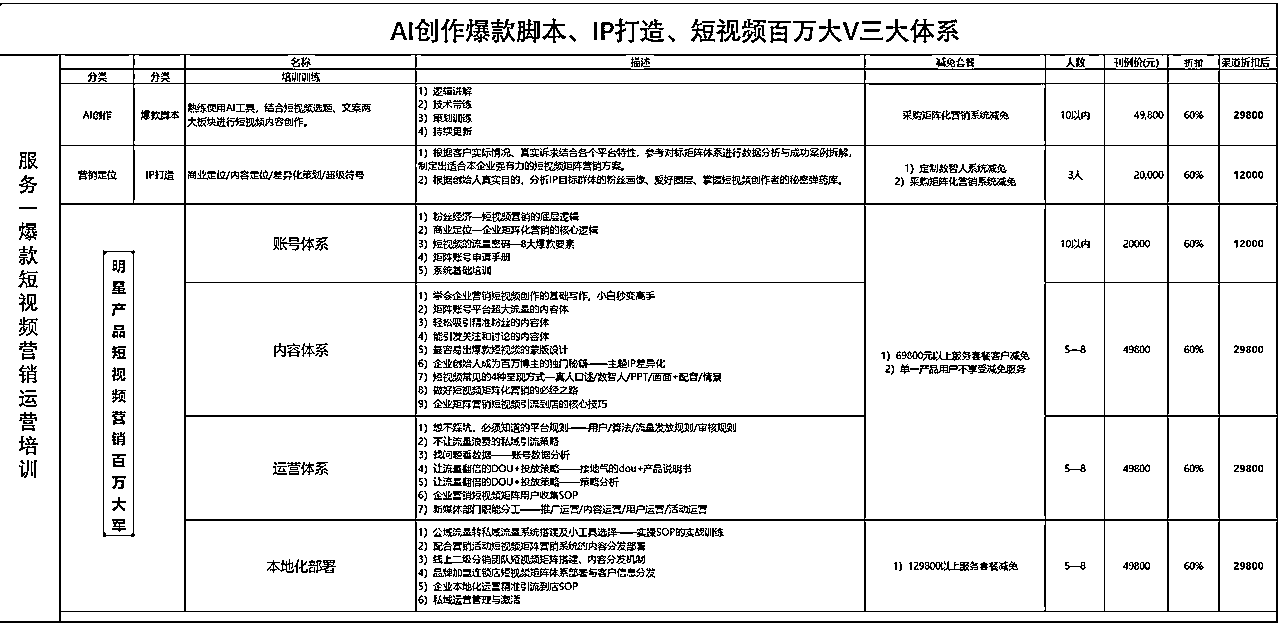 AI创作爆款脚本、IP打造、短视频百万大V三大体系
名称 描述 减免套餐 人数 刊例价(元) 折扣 渠道折扣后
分类 分类 培训训练
服务一爆款短视频营销运营培训
AI创作 爆款脚本
熟练使用AI工具，结合短视频选题、文案两
大板块进行短视频内容创作。
1）逻辑讲解
2）技术带练
3）策划训练
4）持续更新
采购矩阵化营销系统减免 10以内 49,800 60% 29800
营销定位 IP打造 商业定位/内容定位/差异化策划/超级符号
1）根据客户实际情况、真实诉求结合各个平台特性，参考对标矩阵体系进行数据分析与成功案例拆解，
制定出适合本企业强有力的短视频矩阵营销方案。
2）根据创始人真实目的，分析IP目标群体的粉丝画像、爱好圈层、掌握短视频创作者的秘密弹药库。
1）定制数智人系统减免
2）采购矩阵化营销系统减免
3人 20,000 60% 12000
明星产品短视频营销百万大军
账号体系
1）粉丝经济—短视频营销的底层逻辑
2）商业定位—企业矩阵化营销的核心逻辑
3）短视频的流量密码—8大爆款要素
4）矩阵账号申请手册
5）系统基础培训
10以内 20000 60% 12000
内容体系
1）学会企业营销短视频创作的基础写作，小白秒变高手
2）矩阵账号平台超大流量的内容体
3）轻松吸引精准粉丝的内容体
4）能引发关注和讨论的内容体
5）最容易出爆款短视频的蒙版设计
6）企业创始人成为百万博主的独门秘籍——主题IP差异化
7）短视频常见的4种呈现方式—真人口述/数智人/PPT/画面+配音/情景
8）做好短视频矩阵化营销的必经之路
9）企业矩阵营销短视频引流到店的核心技巧
1）69800元以上服务套餐客户减免
2）单一产品用户不享受减免服务
5—8 49800 60% 29800
运营体系
1）想不踩坑，必须知道的平台规则——用户/算法/流量发放规则/审核规则
2）不让流量浪费的私域引流策略
3）找问题看数据——账号数据分析
4）让流量翻倍的DOU+投放策略——接地气的dou+产品说明书
5）让流量翻倍的DOU+投放策略——策略分析
6）企业营销短视频矩阵用户收集SOP
7）新媒体部门职能分工——推广运营/内容运营/用户运营/活动运营
5—8 49800 60% 29800
本地化部署
1）公域流量转私域流量系统搭建及小工具选择——实操SOP的实战训练
2）配合营销活动短视频矩阵营销系统的内容分发部署
3）线上二级分销团队短视频矩阵搭建、内容分发机制
4）品牌加盟连锁店短视频矩阵体系部署与客户信息分发
5）企业本地化运营精准引流到店SOP
6）私域运营管理与激活
1）129800以上服务套餐减免
5—8 49800 60% 29800